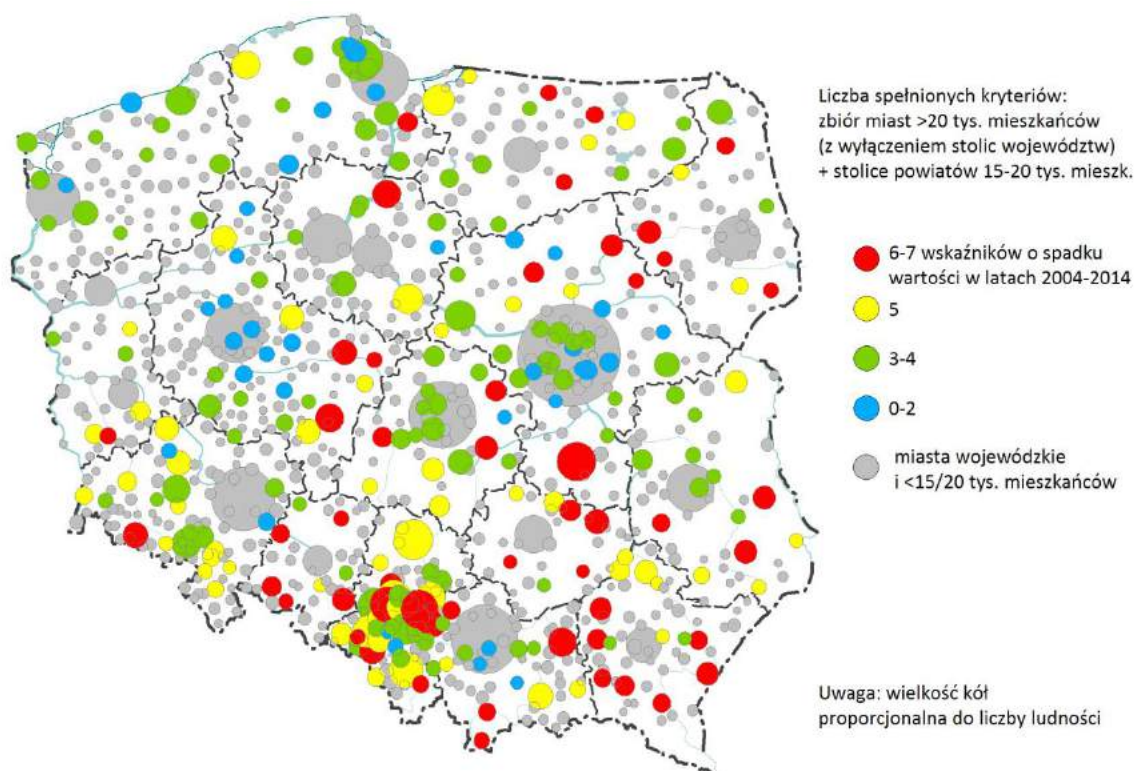 Liczba spełnionych kryteriów:
zbiór miast >20 tys. mieszkańców
(z wyłączeniem stolic województw)
+ stolice powiatów 15-20 tys. mieszk.
6-7 wskaźników o spadku
wartości w latach 2004-2014
5
3-4
0-2
miasta wojewódzkie
i <15/20 tys. mieszkańców
Uwaga: wielkość kół
proporcjonalna do liczby ludności